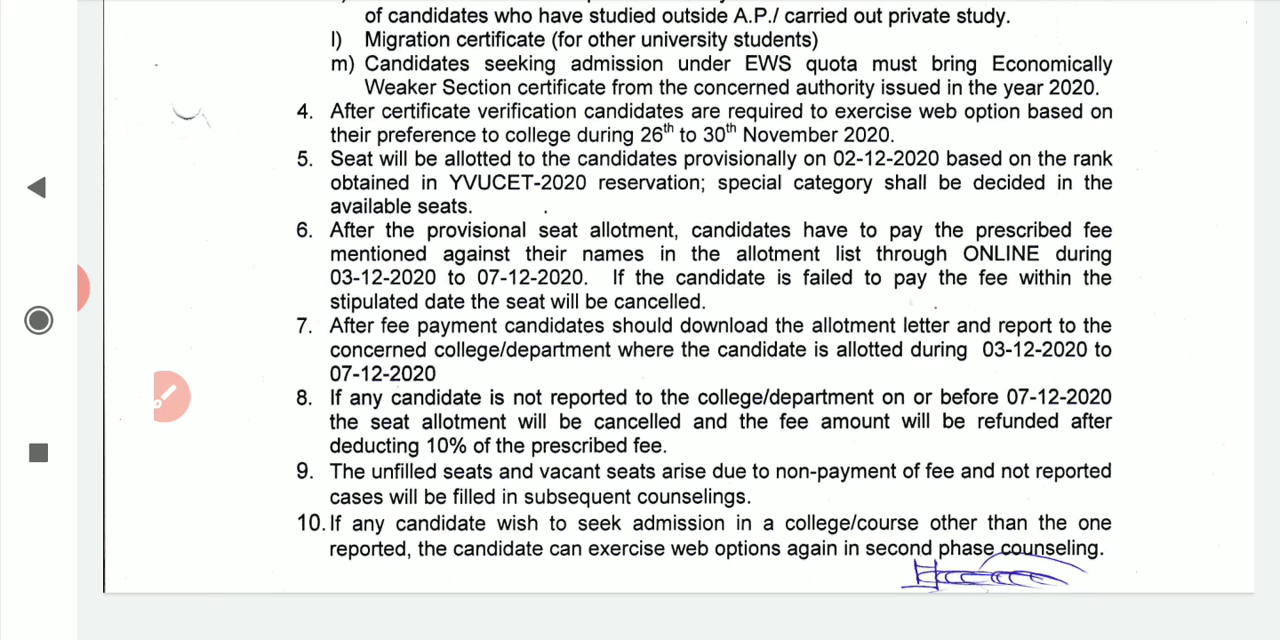 of candidates who have studied outside A.P./ carried out private study.
l) Migration certificate (for other university students)
m) Candidates seeking admission under EWS quota must bring Economically
Weaker Section certificate from the concerned authority issued in the year 2020.
4. After certificate verification candidates are required to exercise web option based on
their preference to college during 26th to 30th November 2020.
5. Seat will be allotted to the candidates provisionally on 02-12-2020 based on the rank
obtained in YVUCET-2020 reservation; special category shall be decided in the
available seats.
6. After the provisional seat allotment, candidates have to pay the prescribed fee
mentioned against their names in the allotment list through ONLINE during
03-12-2020 to 07-12-2020. If the candidate is failed to pay the fee within the
stipulated date the seat will be cancelled.
7. After fee payment candidates should download the allotment letter and report to the
concerned college/department where the candidate is allotted during 03-12-2020 to
07-12-2020
8. If any candidate is not reported to the college/department on or before 07-12-2020
the seat allotment will be cancelled and the fee amount will be refunded after
deducting 10% of the prescribed fee.
9. The unfilled seats and vacant seats arise due to non-payment of fee and not reported
cases will be filled in subsequent counselings.
10. If any candidate wish to seek admission in a college/course other than the one
reported, the candidate can exercise web options again in second phase counseling.